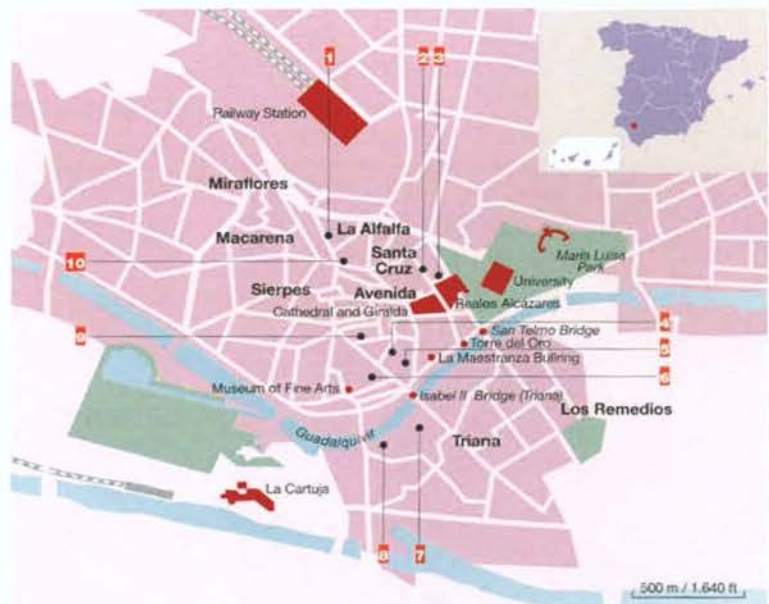 1
2
3
Railway Station
Miraflores
La Alfalfa
Macarena
Santa
Cruz
Maria Luisa
Park
10
University
Sierpes
Avenida
Reales Alcázares
Cathedral and Giralda
4
San Telmo Bridge
9
Torre del Oro
5
La Maestranza Bullring
6
Museum of Fine Arts
Isabel II Bridge (Triana)
Los Remedios
Guadalquivir
Triana
La Cartuja
8
7
500 m / 1.640 ft